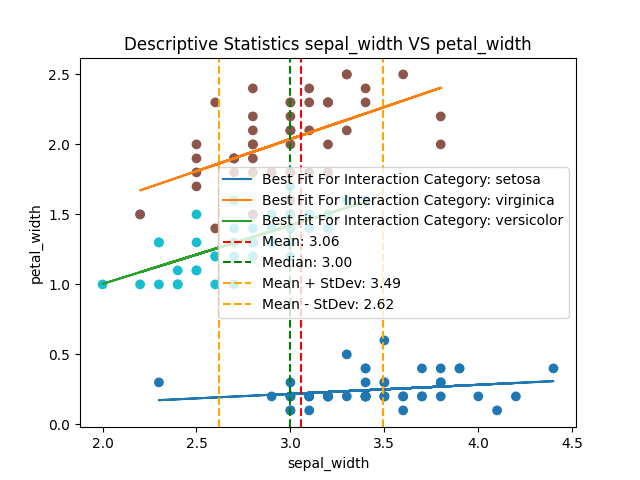 Descriptive Statistics sepal_width VS petal_width
2.5
2.0
1.5
1.0
0.5
0.0
petal_width
Best Fit For Interaction Category: setosa
Best Fit For Interaction Category: virginica
Best Fit For Interaction Category: versicolor
Mean: 3.06
Median: 3.00
Mean + StDev: 3.49
Mean - StDev: 2.62
2.0 2.5 3.0 3.5 4.0 4.5
sepal_width